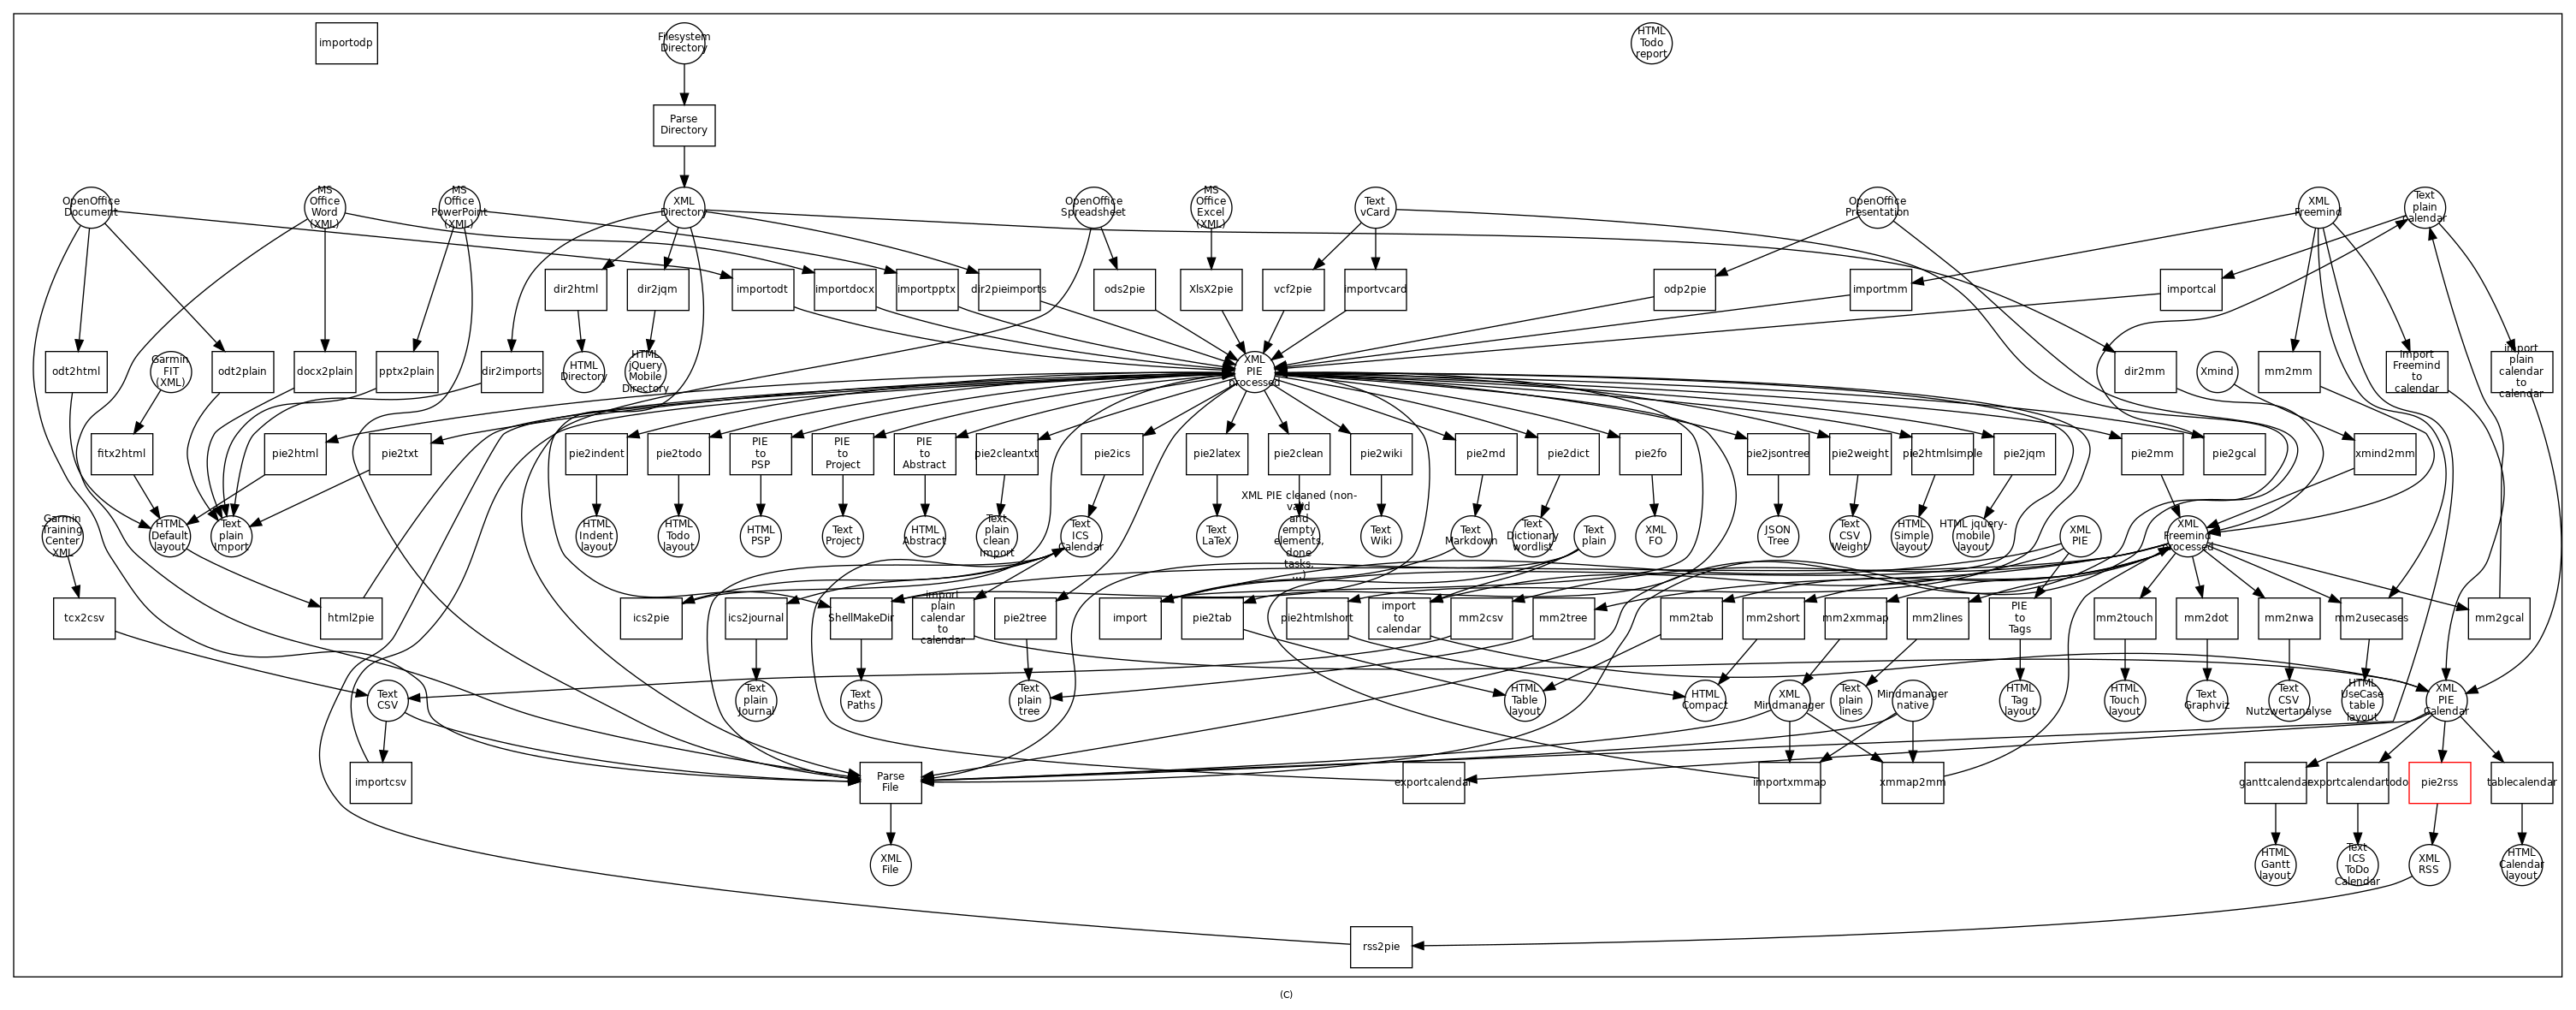 importodp
Filesystem
Directory
HTML
Todo
report
Parse
Directory
OpenOffice
Document
MS
Office
Word
(XML)
MS
Office
PowerPoint
(XML)
XML
Directory
OpenOffice
Spreadsheet
MS
Office
Excel
(XML)
Text
vCard
OpenOffice
Presentation
XML
Freemind
Text
plain
Calendar
dir2html
dir2jqm
importodt
importdocx
importpptx
dir2pieimports
ods2pie
XlsX2pie
vcf2pie
importvcard
odp2pie
importmm
importcal
odt2html
Garmin
FIT
(XML)
odt2plain
docx2plain
pptx2plain
dir2imports
HTML
Directory
HTML
jQuery
Mobile
Directory
XML
PIE
processed
dir2mm
Xmind
mm2mm
Import
Freemind
to
calendar
import
plain
calendar
to
calendar
fitx2html
pie2html
pie2txt
pie2indent
pie2todo
PIE
to
PSP
PIE
to
Project
PIE
to
Abstract
pie2cleantxt
pie2ics
pie2latex
pie2clean
pie2wiki
pie2md
pie2dict
pie2fo
pie2jsontree
pie2weight
pie2htmlsimple
pie2jqm
pie2mm
pie2gcal
xmind2mm
Garmin
Training
Center
XML
HTML
Default
layout
Text
plain
Import
HTML
Indent
layout
HTML
Todo
layout
HTML
PSP
Text
Project
HTML
Abstract
Text
plain
clean
Import
Text
ICS
Calendar
Text
LaTeX
XML PIE cleaned (non-
valid
and
empty
elements,
done
tasks,
...)
Text
Wiki
Text
Markdown
Text
Dictionary
wordlist
Text
plain
XML
FO
JSON
Tree
Text
CSV
Weight
HTML
Simple
layout
HTML jquery-
mobile
layout
XML
PIE
XML
Freemind
processed
tcx2csv
html2pie
ics2pie
ics2journal
ShellMakeDir
import
plain
calendar
to
calendar
pie2tree
import
pie2tab
pie2htmlshort
import
to
calendar
mm2csv
mm2tree
mm2tab
mm2short
mm2xmmap
mm2lines
PIE
to
Tags
mm2touch
mm2dot
mm2nwa
mm2usecases
mm2gcal
Text
CSV
Text
plain
Journal
Text
Paths
Text
plain
tree
HTML
Table
layout
HTML
Compact
XML
Mindmanager
Text
plain
lines
Mindmanager
native
HTML
Tag
layout
HTML
Touch
layout
Text
Graphviz
Text
CSV
Nutzwertanalyse
HTML
UseCase
table
layout
XML
PIE
Calendar
importcsv
Parse
File
exportcalendar
importxmmap
xmmap2mm
ganttcalendar
exportcalendartodo
pie2rss
tablecalendar
XML
File
HTML
Gantt
layout
Text
ICS
ToDo
Calendar
XML
RSS
HTML
Calendar
layout
rss2pie
(C)